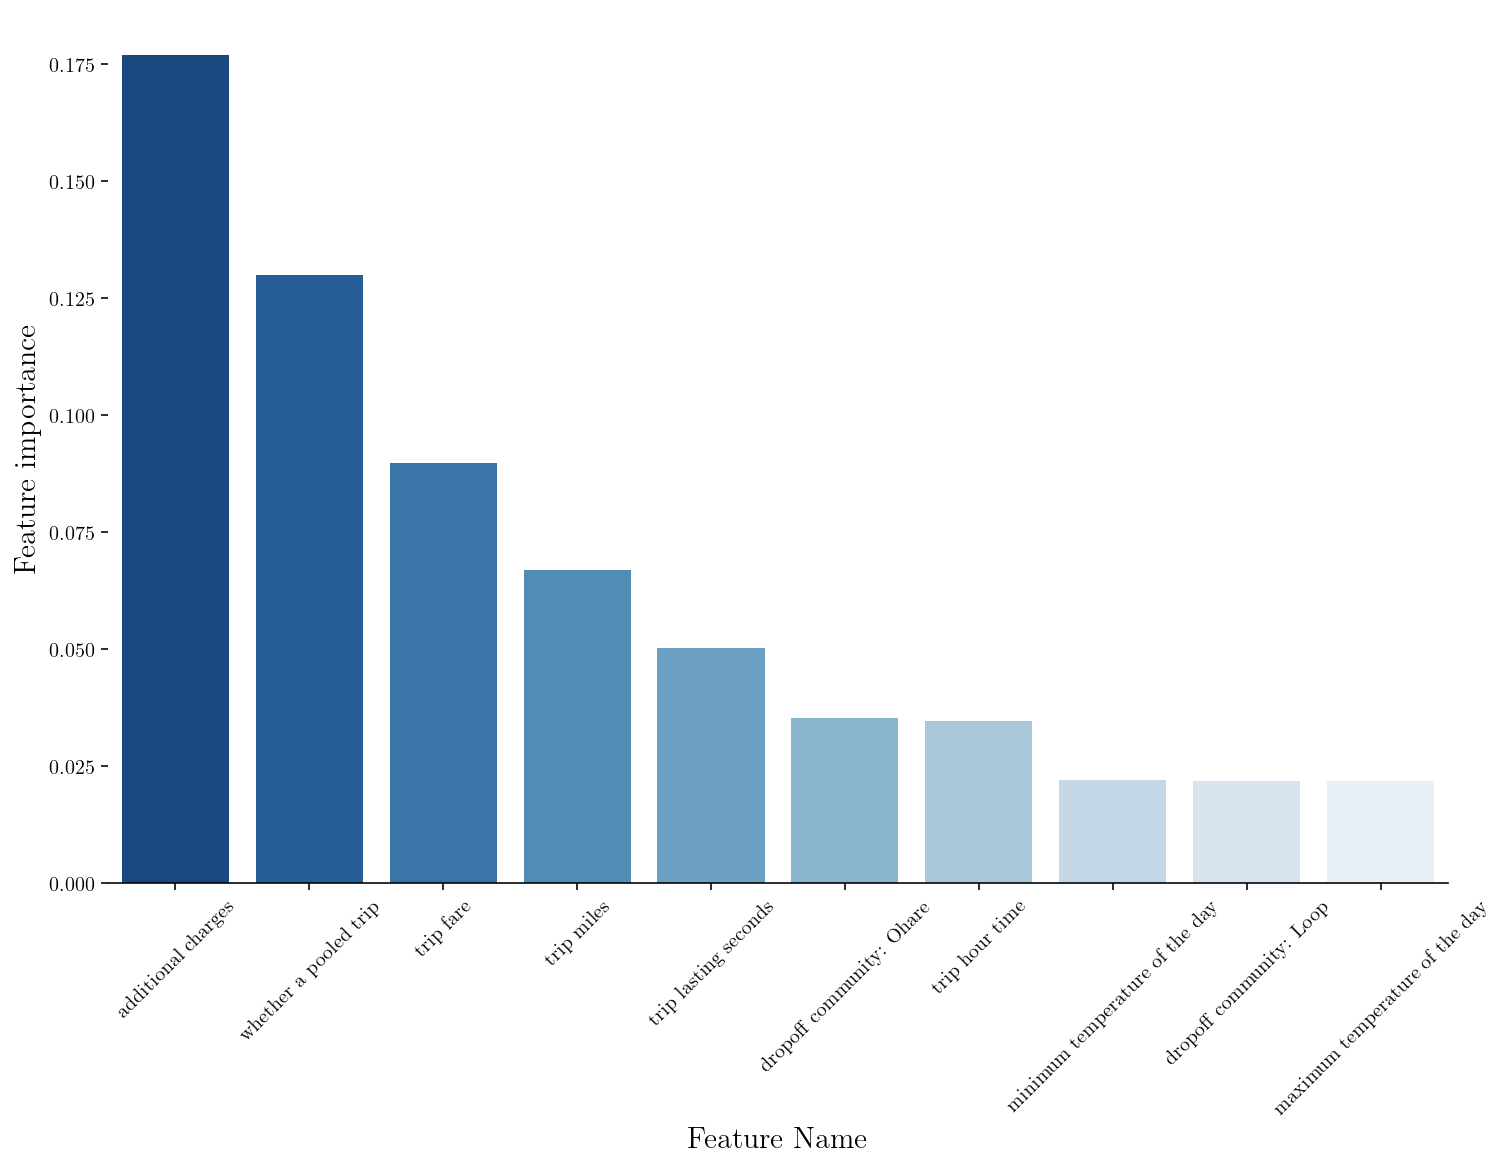 0.175
0.150
0.125
0.100
0.075
0.050
0.025
0.000
Feature importance
additional charges
whether a pooled trip
trip fare
trip miles
trip lasting seconds
dropoff community: Ohare
trip hour time
minimum temperature of the day
dropoff community: Loop
maximum temperature of the day
Feature Name